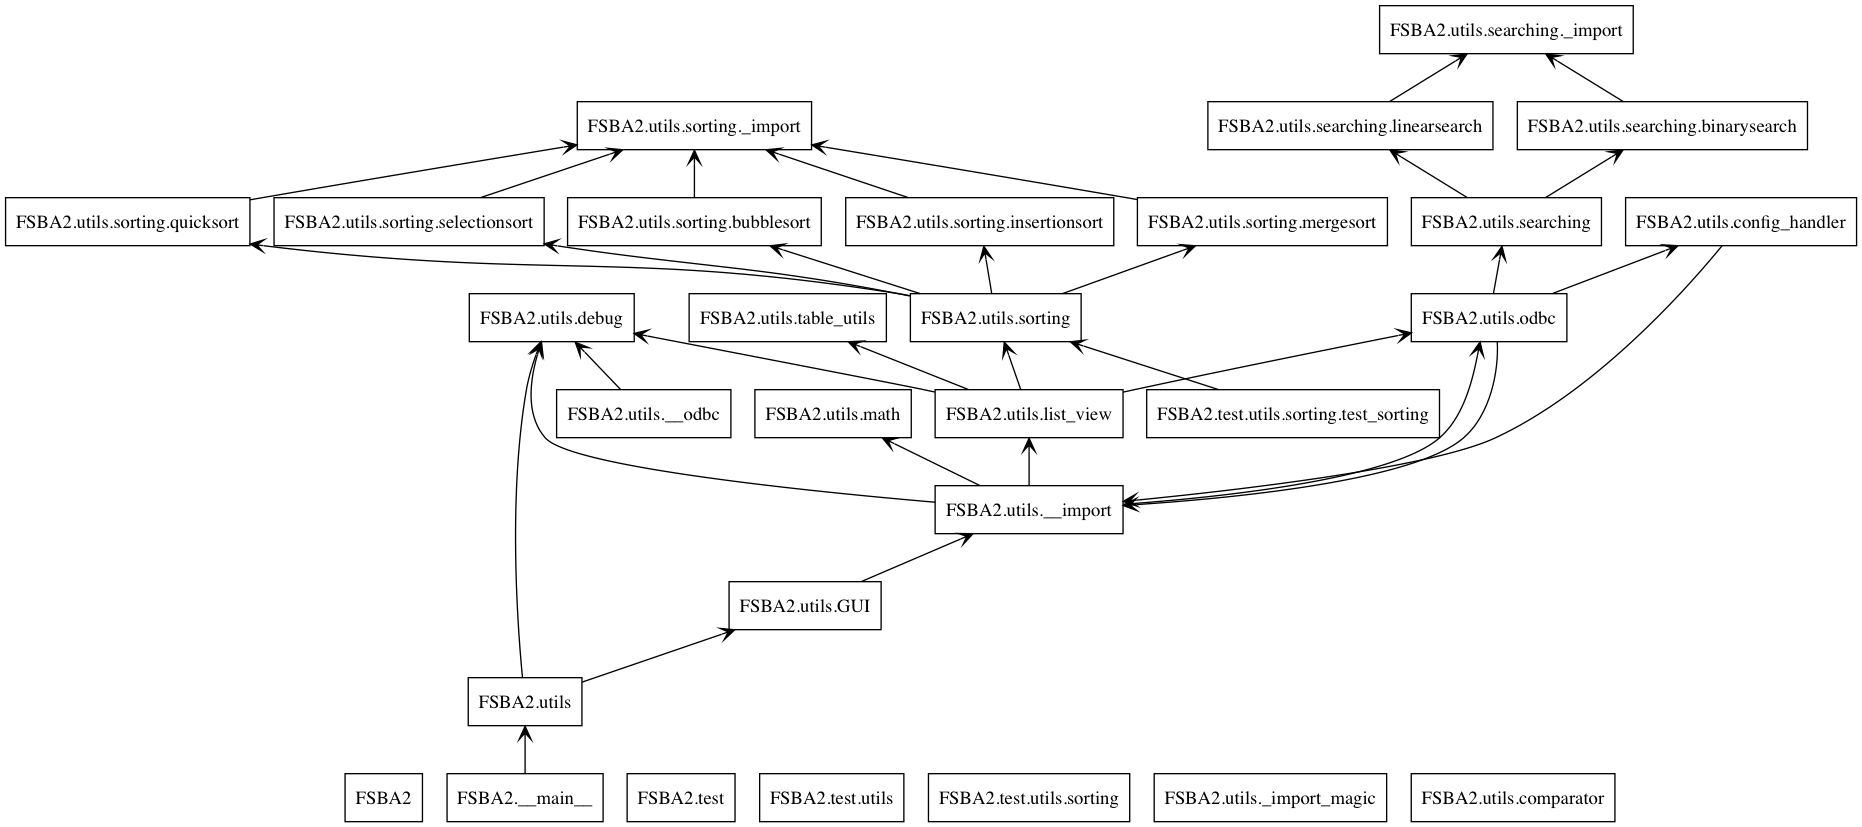 FSBA2.utils.searching._import
FSBA2.utils.sorting._import
FSBA2.utils.searching.linearsearch
FSBA2.utils.searching.binarysearch
FSBA2.utils.sorting.quicksort
FSBA2.utils.sorting.selectionsort
FSBA2.utils.sorting.bubblesort
FSBA2.utils.sorting.insertionsort
FSBA2.utils.sorting.mergesort
FSBA2.utils.searching
FSBA2.utils.config_handler
FSBA2.utils.debug
FSBA2.utils.table_utils
FSBA2.utils.sorting
FSBA2.utils.odbc
FSBA2.utils.__odbc
FSBA2.utils.math
FSBA2.utils.list_view
FSBA2.test.utils.sorting.test_sorting
FSBA2.utils.__import
FSBA2.utils.GUI
FSBA2.utils
FSBA2
FSBA2.__main__
FSBA2.test
FSBA2.test.utils
FSBA2.test.utils.sorting
FSBA2.utils._import_magic
FSBA2.utils.comparator